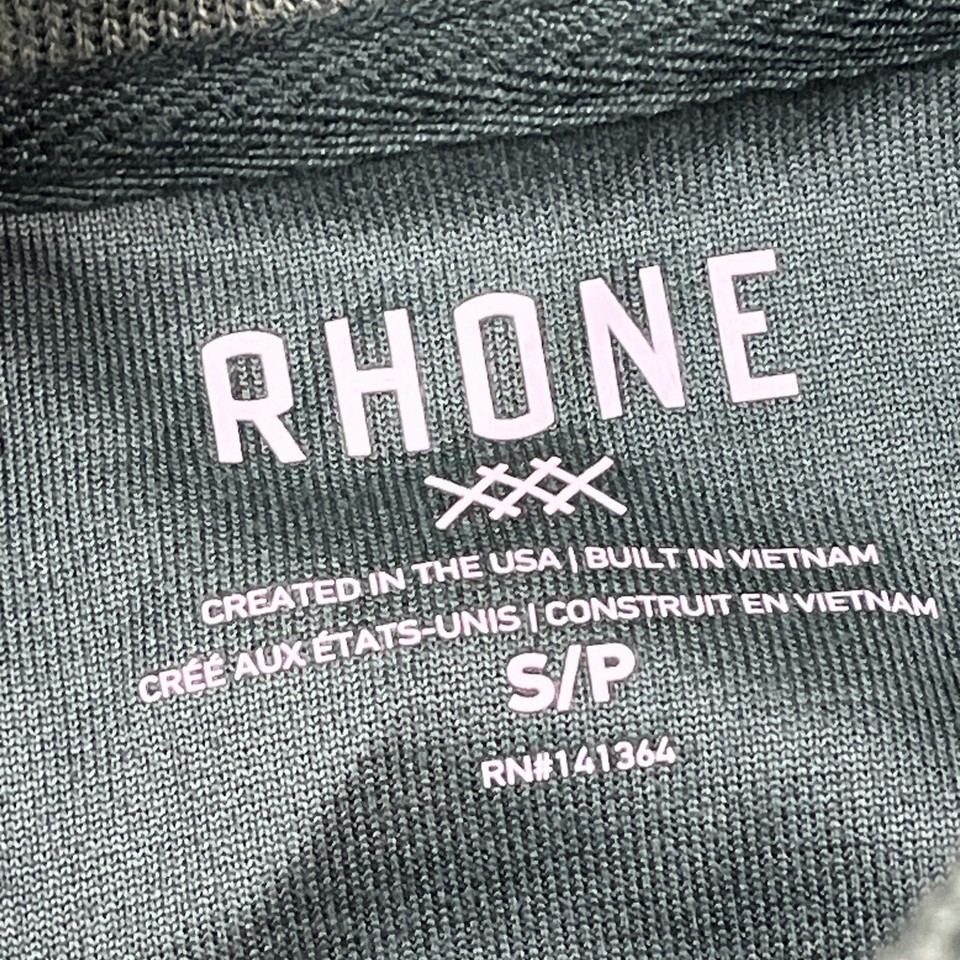 RHONE
CREATED IN THE USA | BUILT IN VIETNAM
CRÉÉ AUX ÉTATS-UNIS | CONSTRUIT EN VIETNAM
S/P
RN#141364